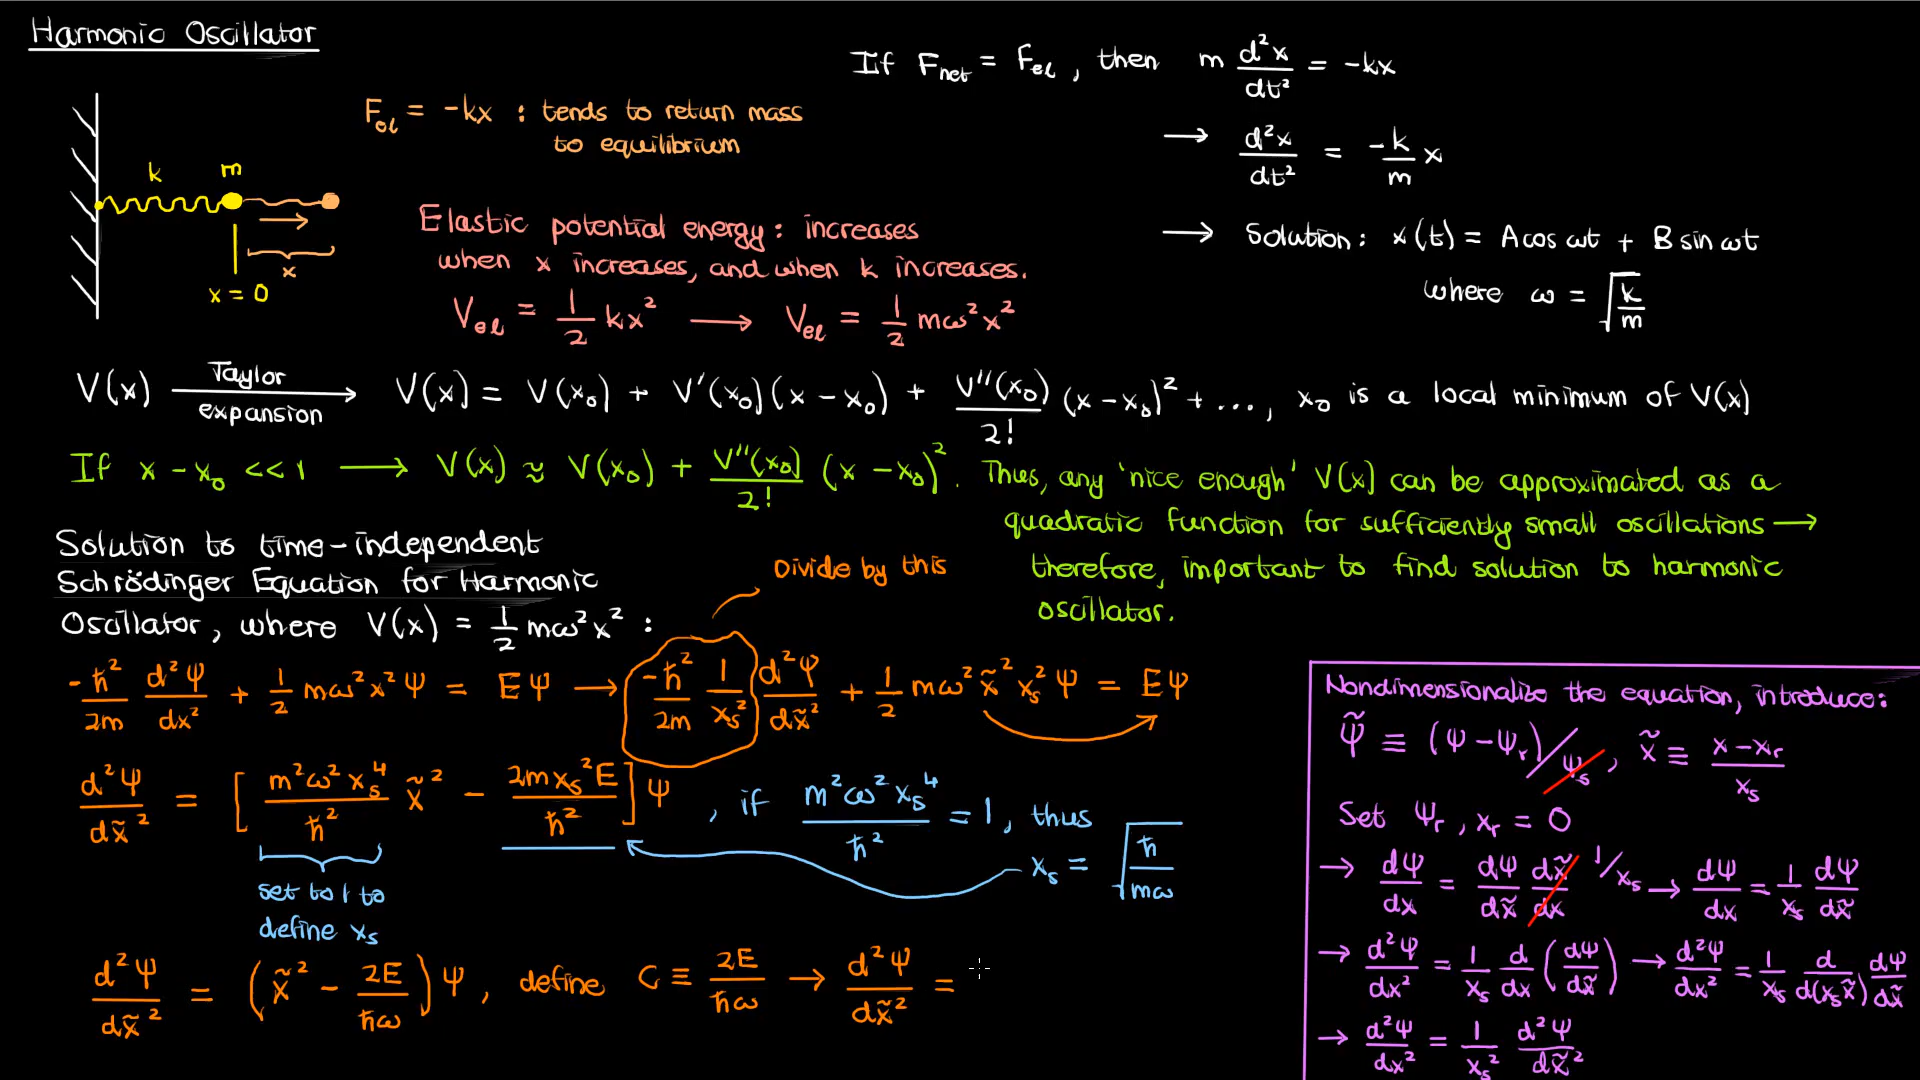 Harmonic Oscillator
k
m
x
x = 0
F_el = -kx : tends to return mass
to equilibrium
Elastic potential energy: increases
when x increases, and when k increases.
V_el = 1/2 kx² → V_el = 1/2 mω²x²
If F_net = F_el, then m d²x/dt² = -kx
→ d²x/dt² = -k/m x
→ Solution: x(t) = A cos ωt + B sin ωt
where ω = √(k/m)
V(x) Taylor expansion → V(x) = V(x₀) + V'(x₀)(x - x₀) + V''(x₀)/2! (x - x₀)² + ..., x₀ is a local minimum of V(x)
If x - x₀ << 1 → V(x) ≈ V(x₀) + V''(x₀)/2! (x - x₀)². Thus, any 'nice enough' V(x) can be approximated as a
quadratic function for sufficiently small oscillations →
therefore, important to find solution to harmonic
oscillator.
Solution to time-independent
Schrödinger Equation for Harmonic
Oscillator, where V(x) = 1/2 mω²x² :
Divide by this
-ħ²/2m d²Ψ/dx² + 1/2 mω²x²Ψ = EΨ → -ħ²/2m 1/x_s² d²Ψ/dx̃² + 1/2 mω²x̃²x_s²Ψ = EΨ
d²Ψ/dx̃² = [m²ω²x_s⁴/ħ² x̃² - 2mx_s²E/ħ²]Ψ , if m²ω²x_s⁴/ħ² = 1, thus
x_s = √(ħ/mω)
set to 1 to
define x_s
d²Ψ/dx̃² = (x̃² - 2E/ħω)Ψ, define C ≡ 2E/ħω → d²Ψ/dx̃² =
Nondimensionalize the equation, introduce:
Ψ̃ ≡ (Ψ - Ψ_r)/Ψ_s, x̃ ≡ (x - x_r)/x_s
Set Ψ_r, x_r = 0
→ dΨ/dx = dΨ/dx̃ dx̃/dx 1/x_s → dΨ/dx = 1/x_s dΨ/dx̃
→ d²Ψ/dx² = 1/x_s d/dx (dΨ/dx̃) → d²Ψ/dx² = 1/x_s d/d(x_s x̃) dΨ/dx̃
→ d²Ψ/dx² = 1/x_s² d²Ψ/dx̃²